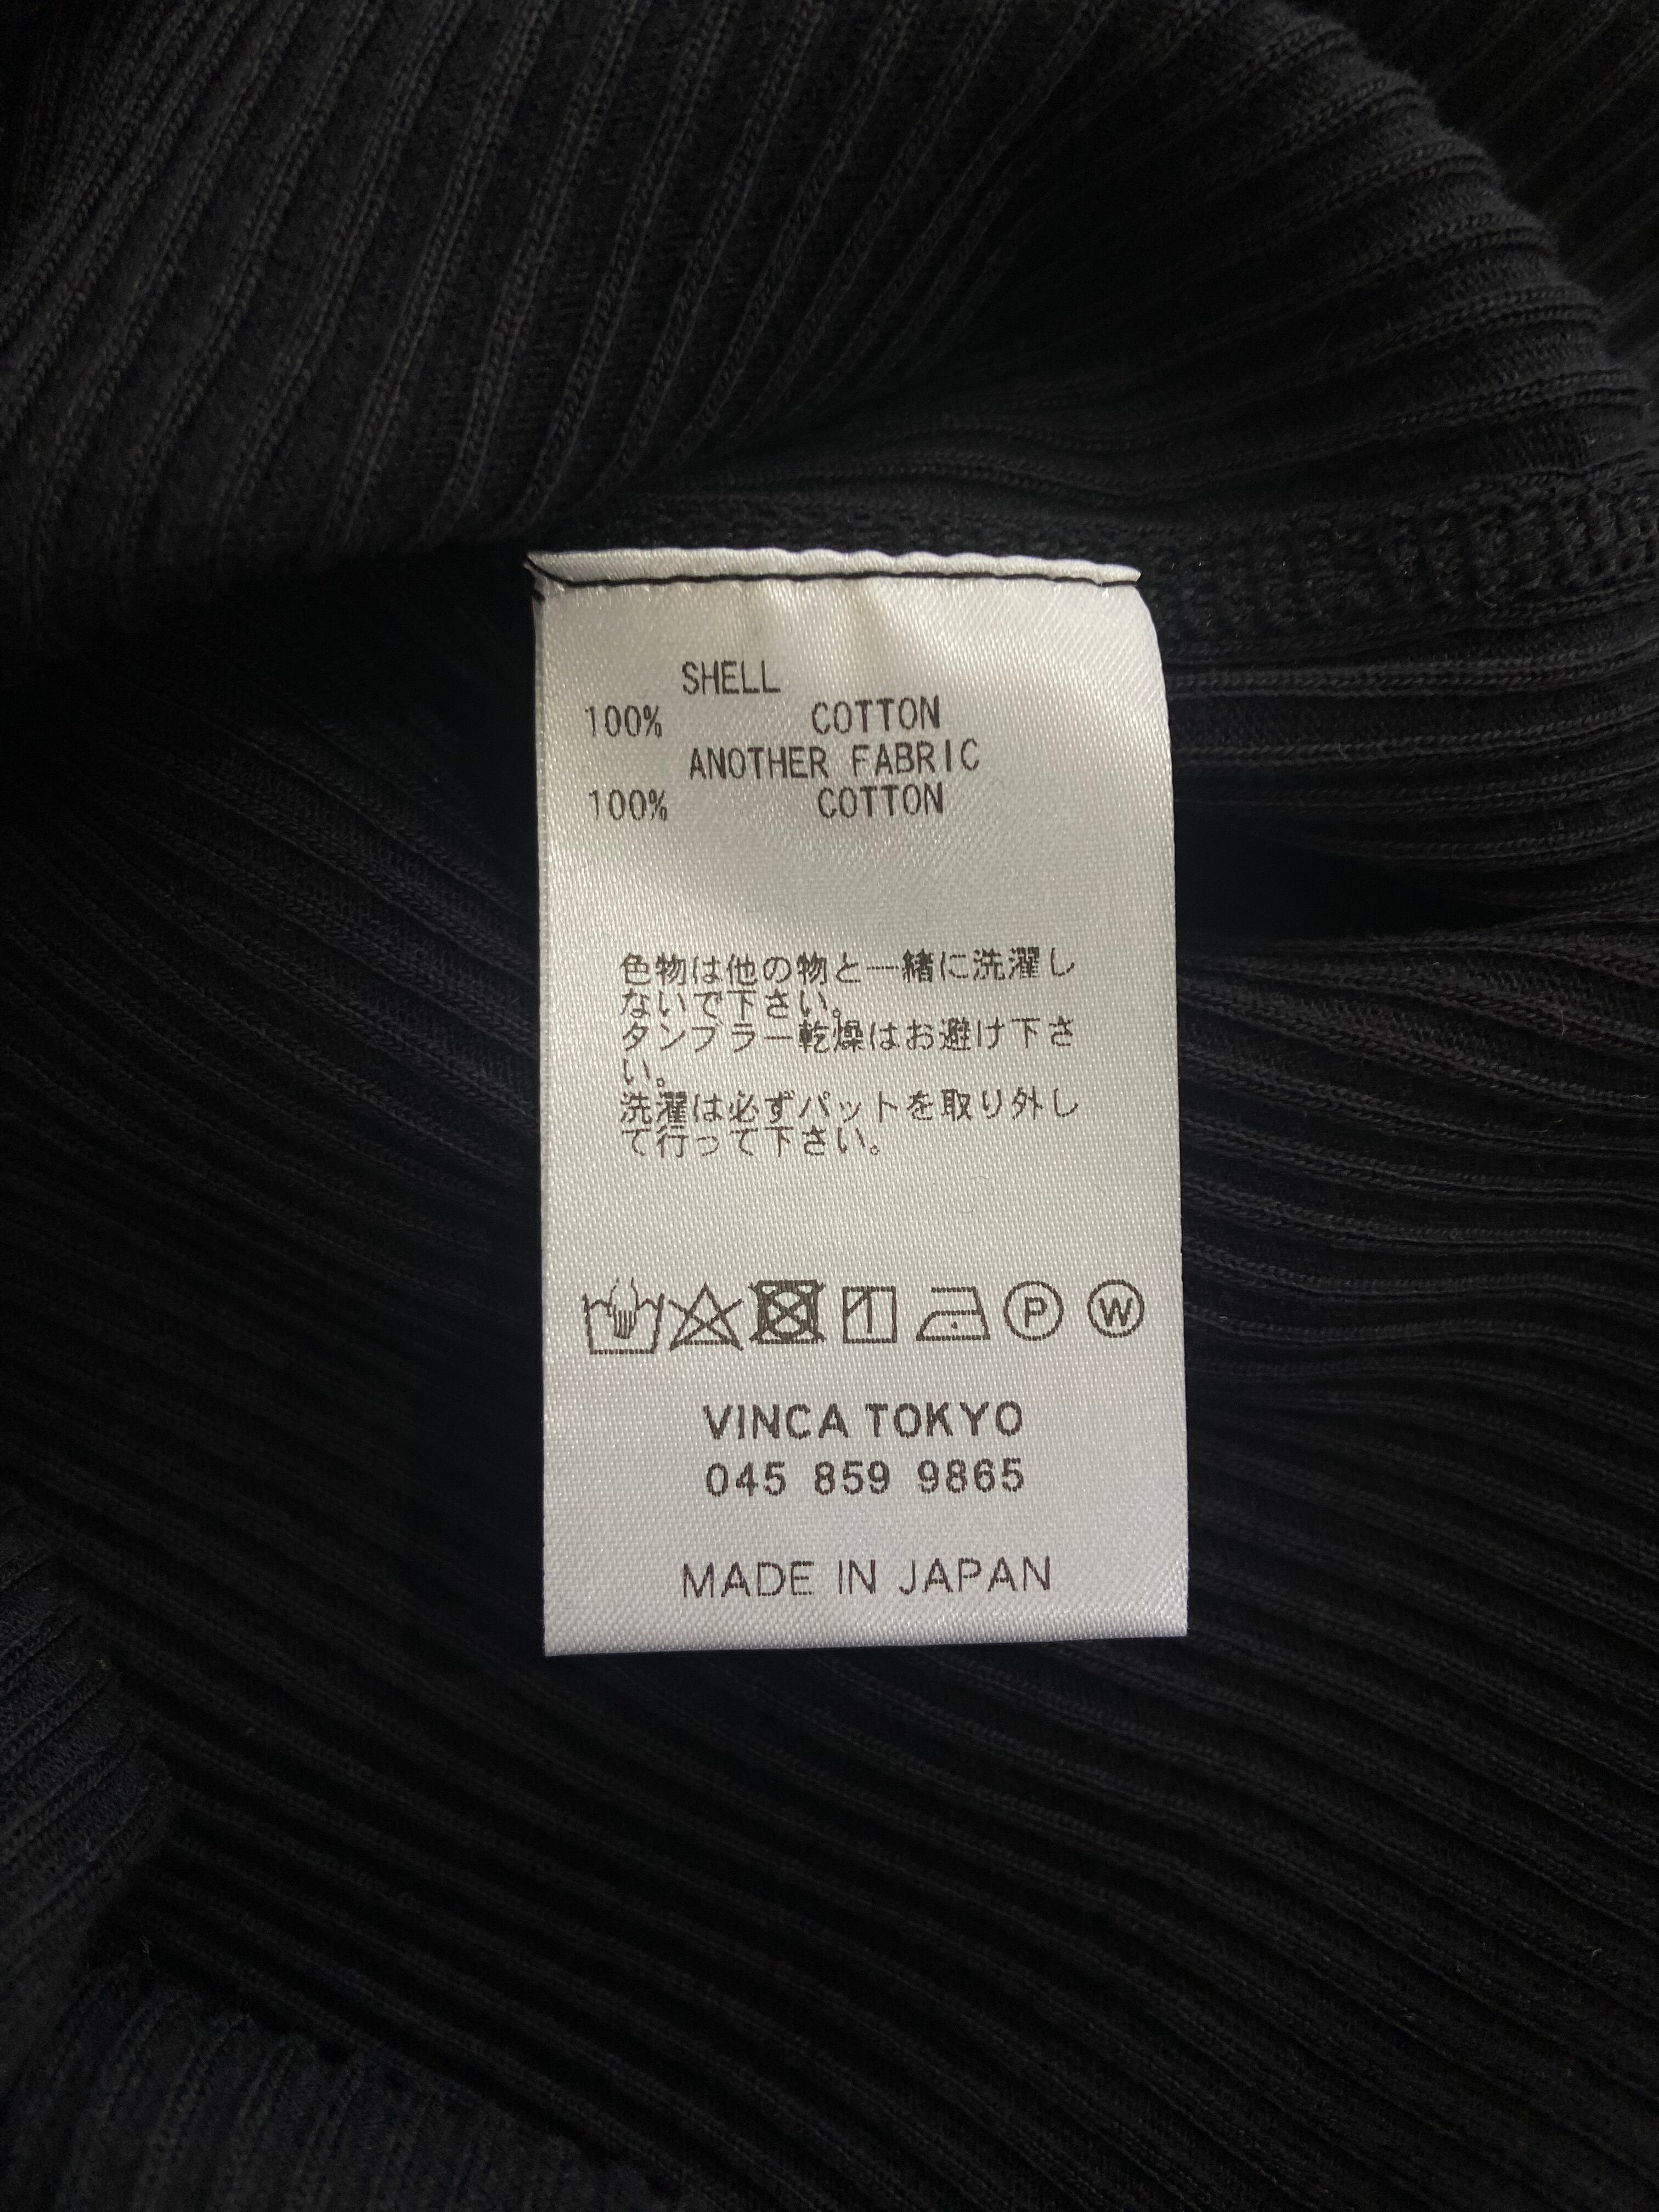 SHELL
100% COTTON
ANOTHER FABRIC
100% COTTON
色物は他の物と一緒に洗濯し
ないで下さい。
タンブラー乾燥はお避け下さ
い。
洗濯は必ずパットを取り外し
て行って下さい。
P W
VINCA TOKYO
045 859 9865
MADE IN JAPAN